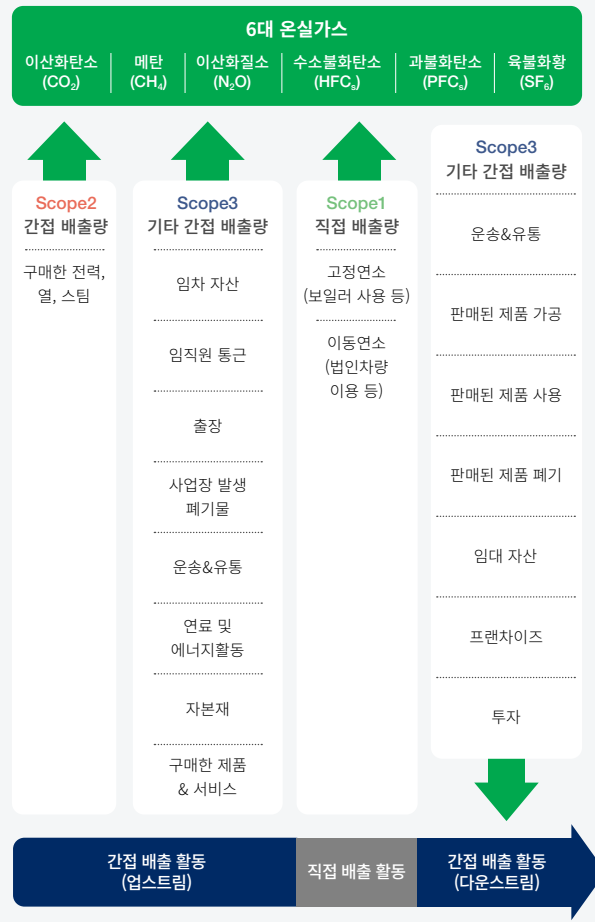 6대 온실가스
이산화탄소
(CO₂)
메탄
(CH₄)
이산화질소
(N₂O)
수소불화탄소
(HFCₛ)
과불화탄소
(PFCₛ)
육불화황
(SF₆)
Scope2
간접 배출량
구매한 전력,
열, 스팀
Scope3
기타 간접 배출량
임차 자산
임직원 통근
출장
사업장 발생
폐기물
운송&유통
연료 및
에너지활동
자본재
구매한 제품
& 서비스
Scope1
직접 배출량
고정연소
(보일러 사용 등)
이동연소
(법인차량
이용 등)
Scope3
기타 간접 배출량
운송&유통
판매된 제품 가공
판매된 제품 사용
판매된 제품 폐기
임대 자산
프랜차이즈
투자
간접 배출 활동
(업스트림)
직접 배출 활동
간접 배출 활동
(다운스트림)